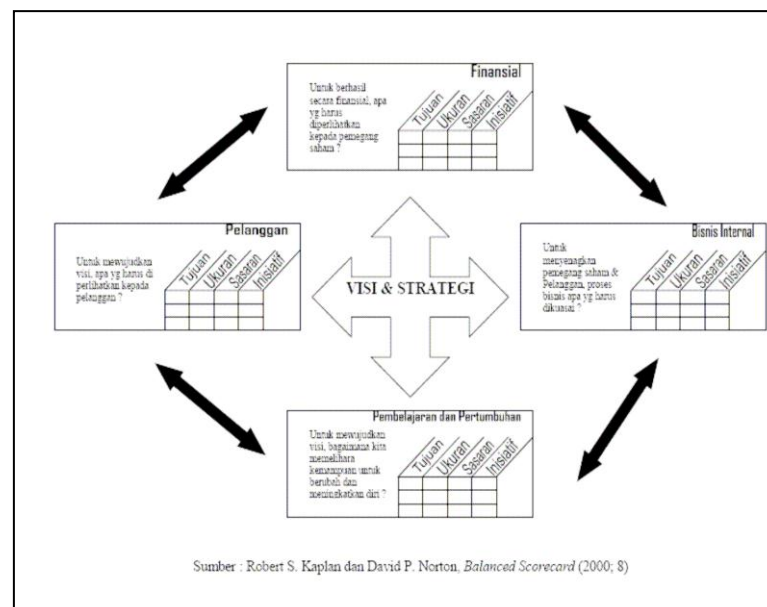 Finansial
Untuk berhasil
secara finansial, apa
yg harus
diperlihatkan
kepada pemegang
saham ?
Tujuan
Ukuran
Sasaran
Inisiatif
Pelanggan
Untuk mewujudkan
visi, apa yg harus di
perlihatkan kepada
pelanggan ?
Tujuan
Ukuran
Sasaran
Inisiatif
VISI & STRATEGI
Bisnis Internal
Untuk
menyenagkan
pemegang saham &
Pelanggan, proses
bisnis apa yg harus
dikuasai ?
Tujuan
Ukuran
Sasaran
Inisiatif
Pembelajaran dan Pertumbuhan
Untuk mewujudkan
visi, bagaimana kita
memelihara
kemampuan untuk
berubah dan
meningkatkan diri ?
Tujuan
Ukuran
Sasaran
Inisiatif
Sumber : Robert S. Kaplan dan David P. Norton, Balanced Scorecard (2000; 8)